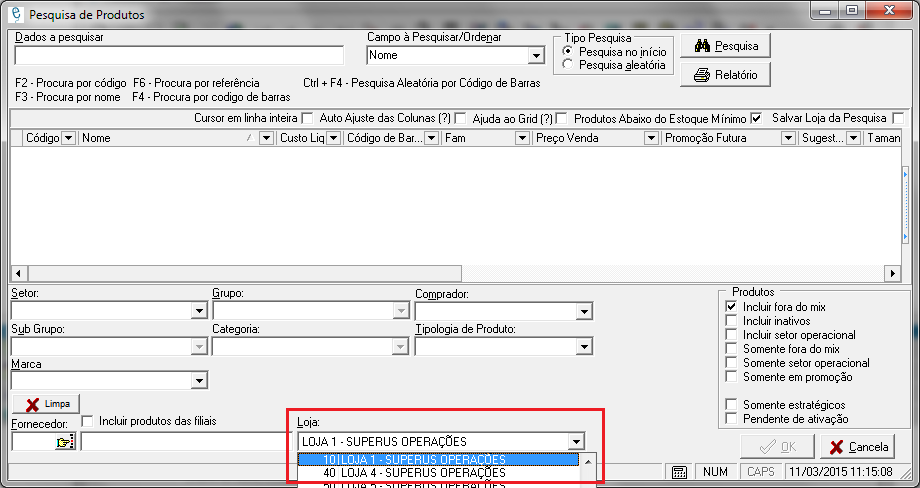 Pesquisa de Produtos
Dados a pesquisar
Campo à Pesquisar/Ordenar
Nome
Tipo Pesquisa
Pesquisa no início
Pesquisa aleatória
Pesquisa
Relatório
F2 - Procura por código F6 - Procura por referência Ctrl + F4 - Pesquisa Aleatória por Código de Barras
F3 - Procura por nome F4 - Procura por codigo de barras
Cursor em linha inteira Auto Ajuste das Colunas (?) Ajuda ao Grid (?) Produtos Abaixo do Estoque Mínimo Salvar Loja da Pesquisa
Código Nome Custo Liq Código de Bar... Fam Preço Venda Promoção Futura Sugest... Taman
Setor: Grupo: Comprador:
Sub Grupo: Categoria: Tipologia de Produto:
Marca
Limpa
Fornecedor: Incluir produtos das filiais
Loja:
LOJA 1 - SUPERUS OPERAÇÕES
10 LOJA 1 - SUPERUS OPERAÇÕES
40 LOJA 4 - SUPERUS OPERAÇÕES
50 LOJA 5 - SUPERUS OPERAÇÕES
Produtos
Incluir fora do mix
Incluir inativos
Incluir setor operacional
Somente fora do mix
Somente setor operacional
Somente em promoção
Somente estratégicos
Pendente de ativação
OK Cancela
NUM CAPS 11/03/2015 11:15:08